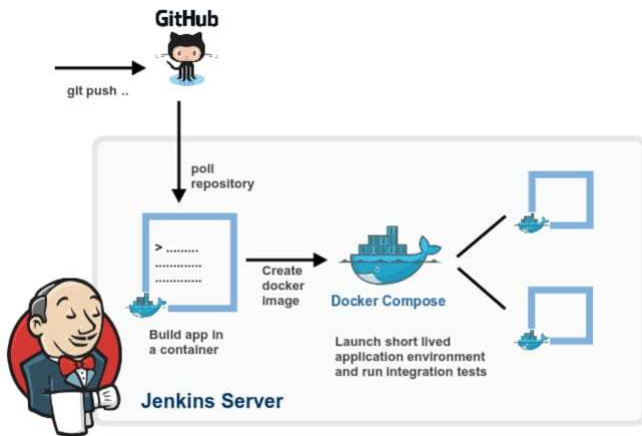 GitHub
git push ..
poll
repository
> .........
............
............
Create
docker
image
Docker Compose
Build app in
a container
Launch short lived
application environment
and run integration tests
Jenkins Server